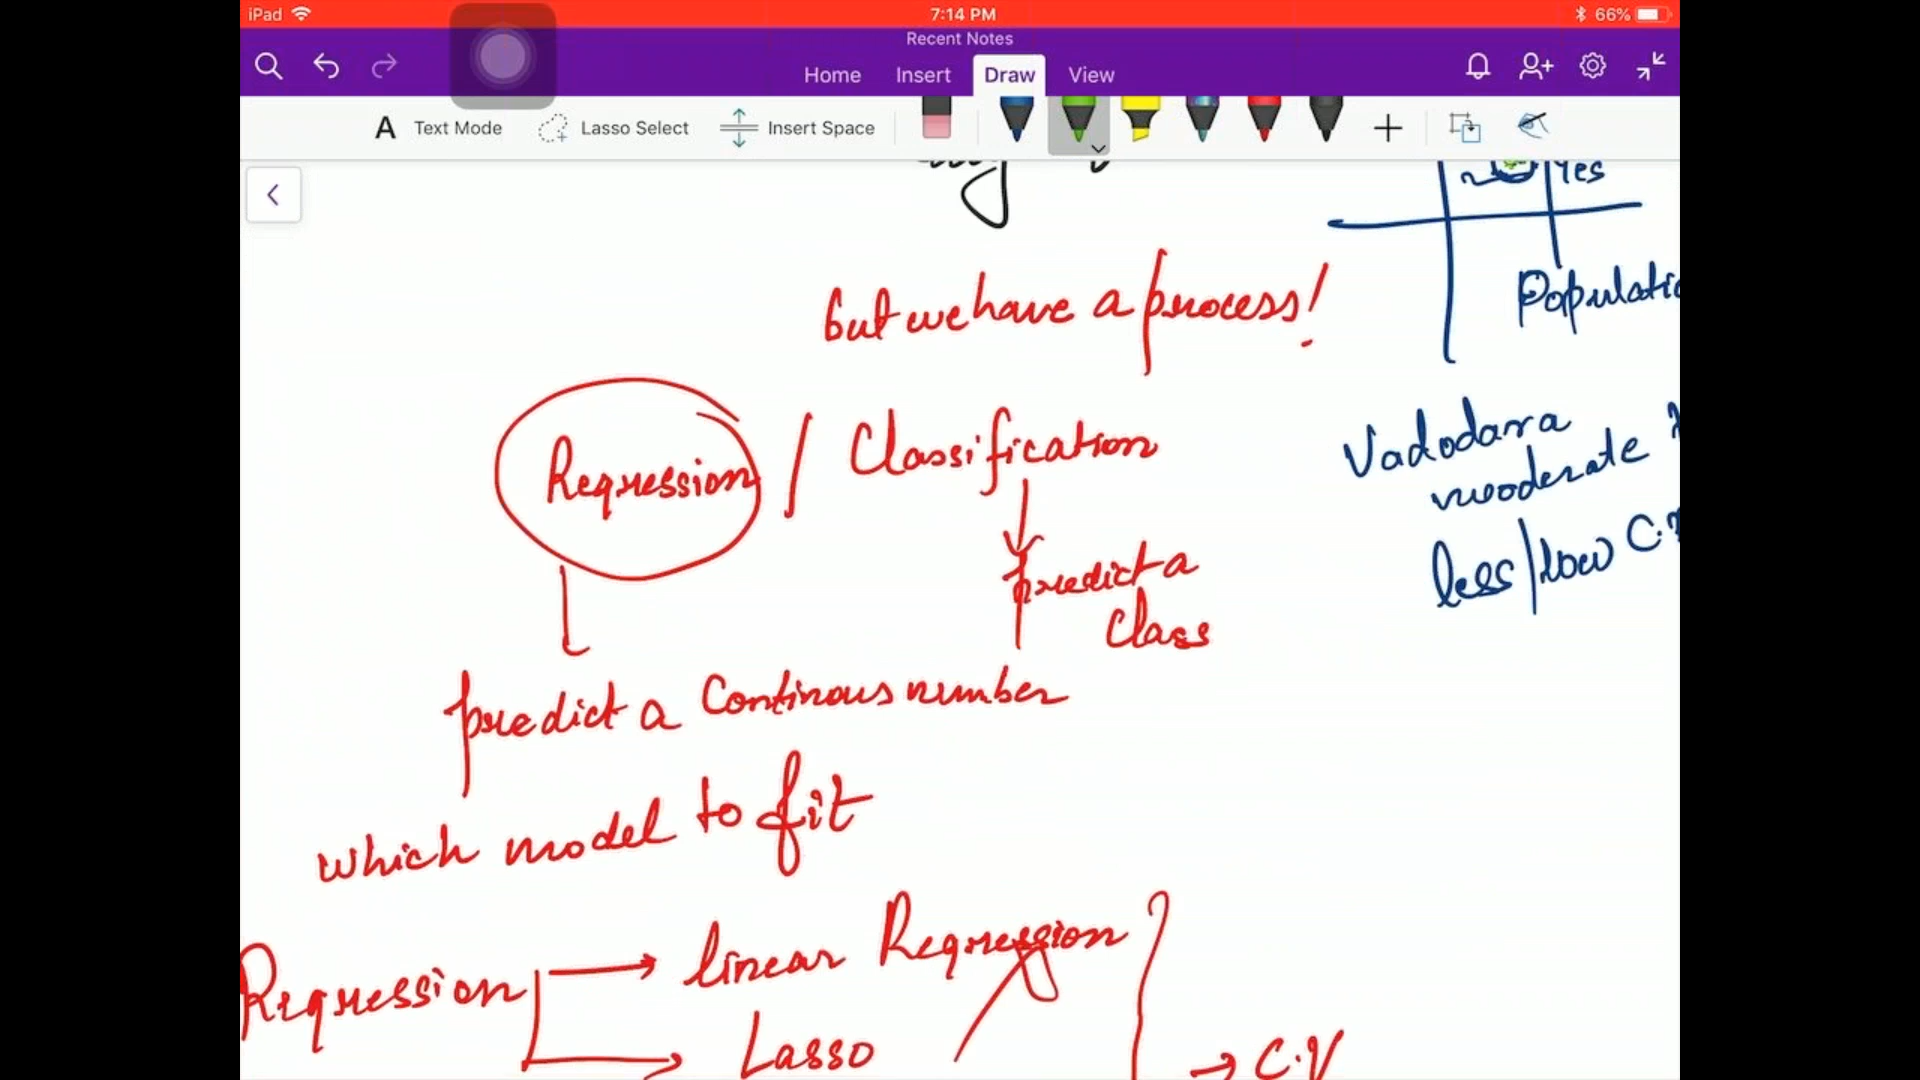 iPad 7:14 PM 66%
Recent Notes
Home Insert Draw View
A Text Mode Lasso Select Insert Space
Yes
but we have a process!
Populatio
Regression / Classification
Vadodara
moderate
predict a
class
less/low C.
predict a Continous number
which model to fit
Regression → linear Regression
→ Lasso
→ C.V